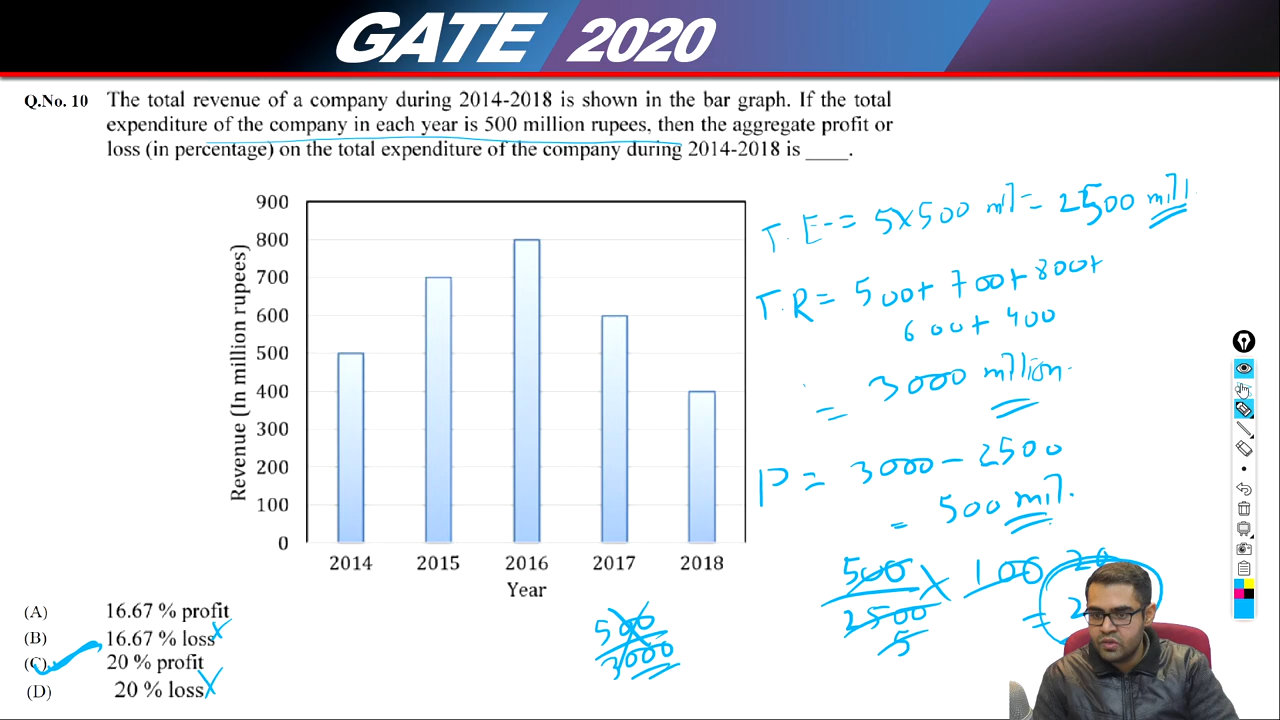 GATE 2020
Q.No. 10 The total revenue of a company during 2014-2018 is shown in the bar graph. If the total
expenditure of the company in each year is 500 million rupees, then the aggregate profit or
loss (in percentage) on the total expenditure of the company during 2014-2018 is ____.
900
800
700
600
500
400
300
200
100
0
Revenue (In million rupees)
2014 2015 2016 2017 2018
Year
(A) 16.67 % profit
(B) 16.67 % loss
(C) 20 % profit
(D) 20 % loss
T.E = 5x500 mil = 2500 mill
T.R = 500+ 700+ 800+
600+ 400
= 3000 million
P = 3000 - 2500
= 500 mil.
500
3000
500 x 100
2500
5
=